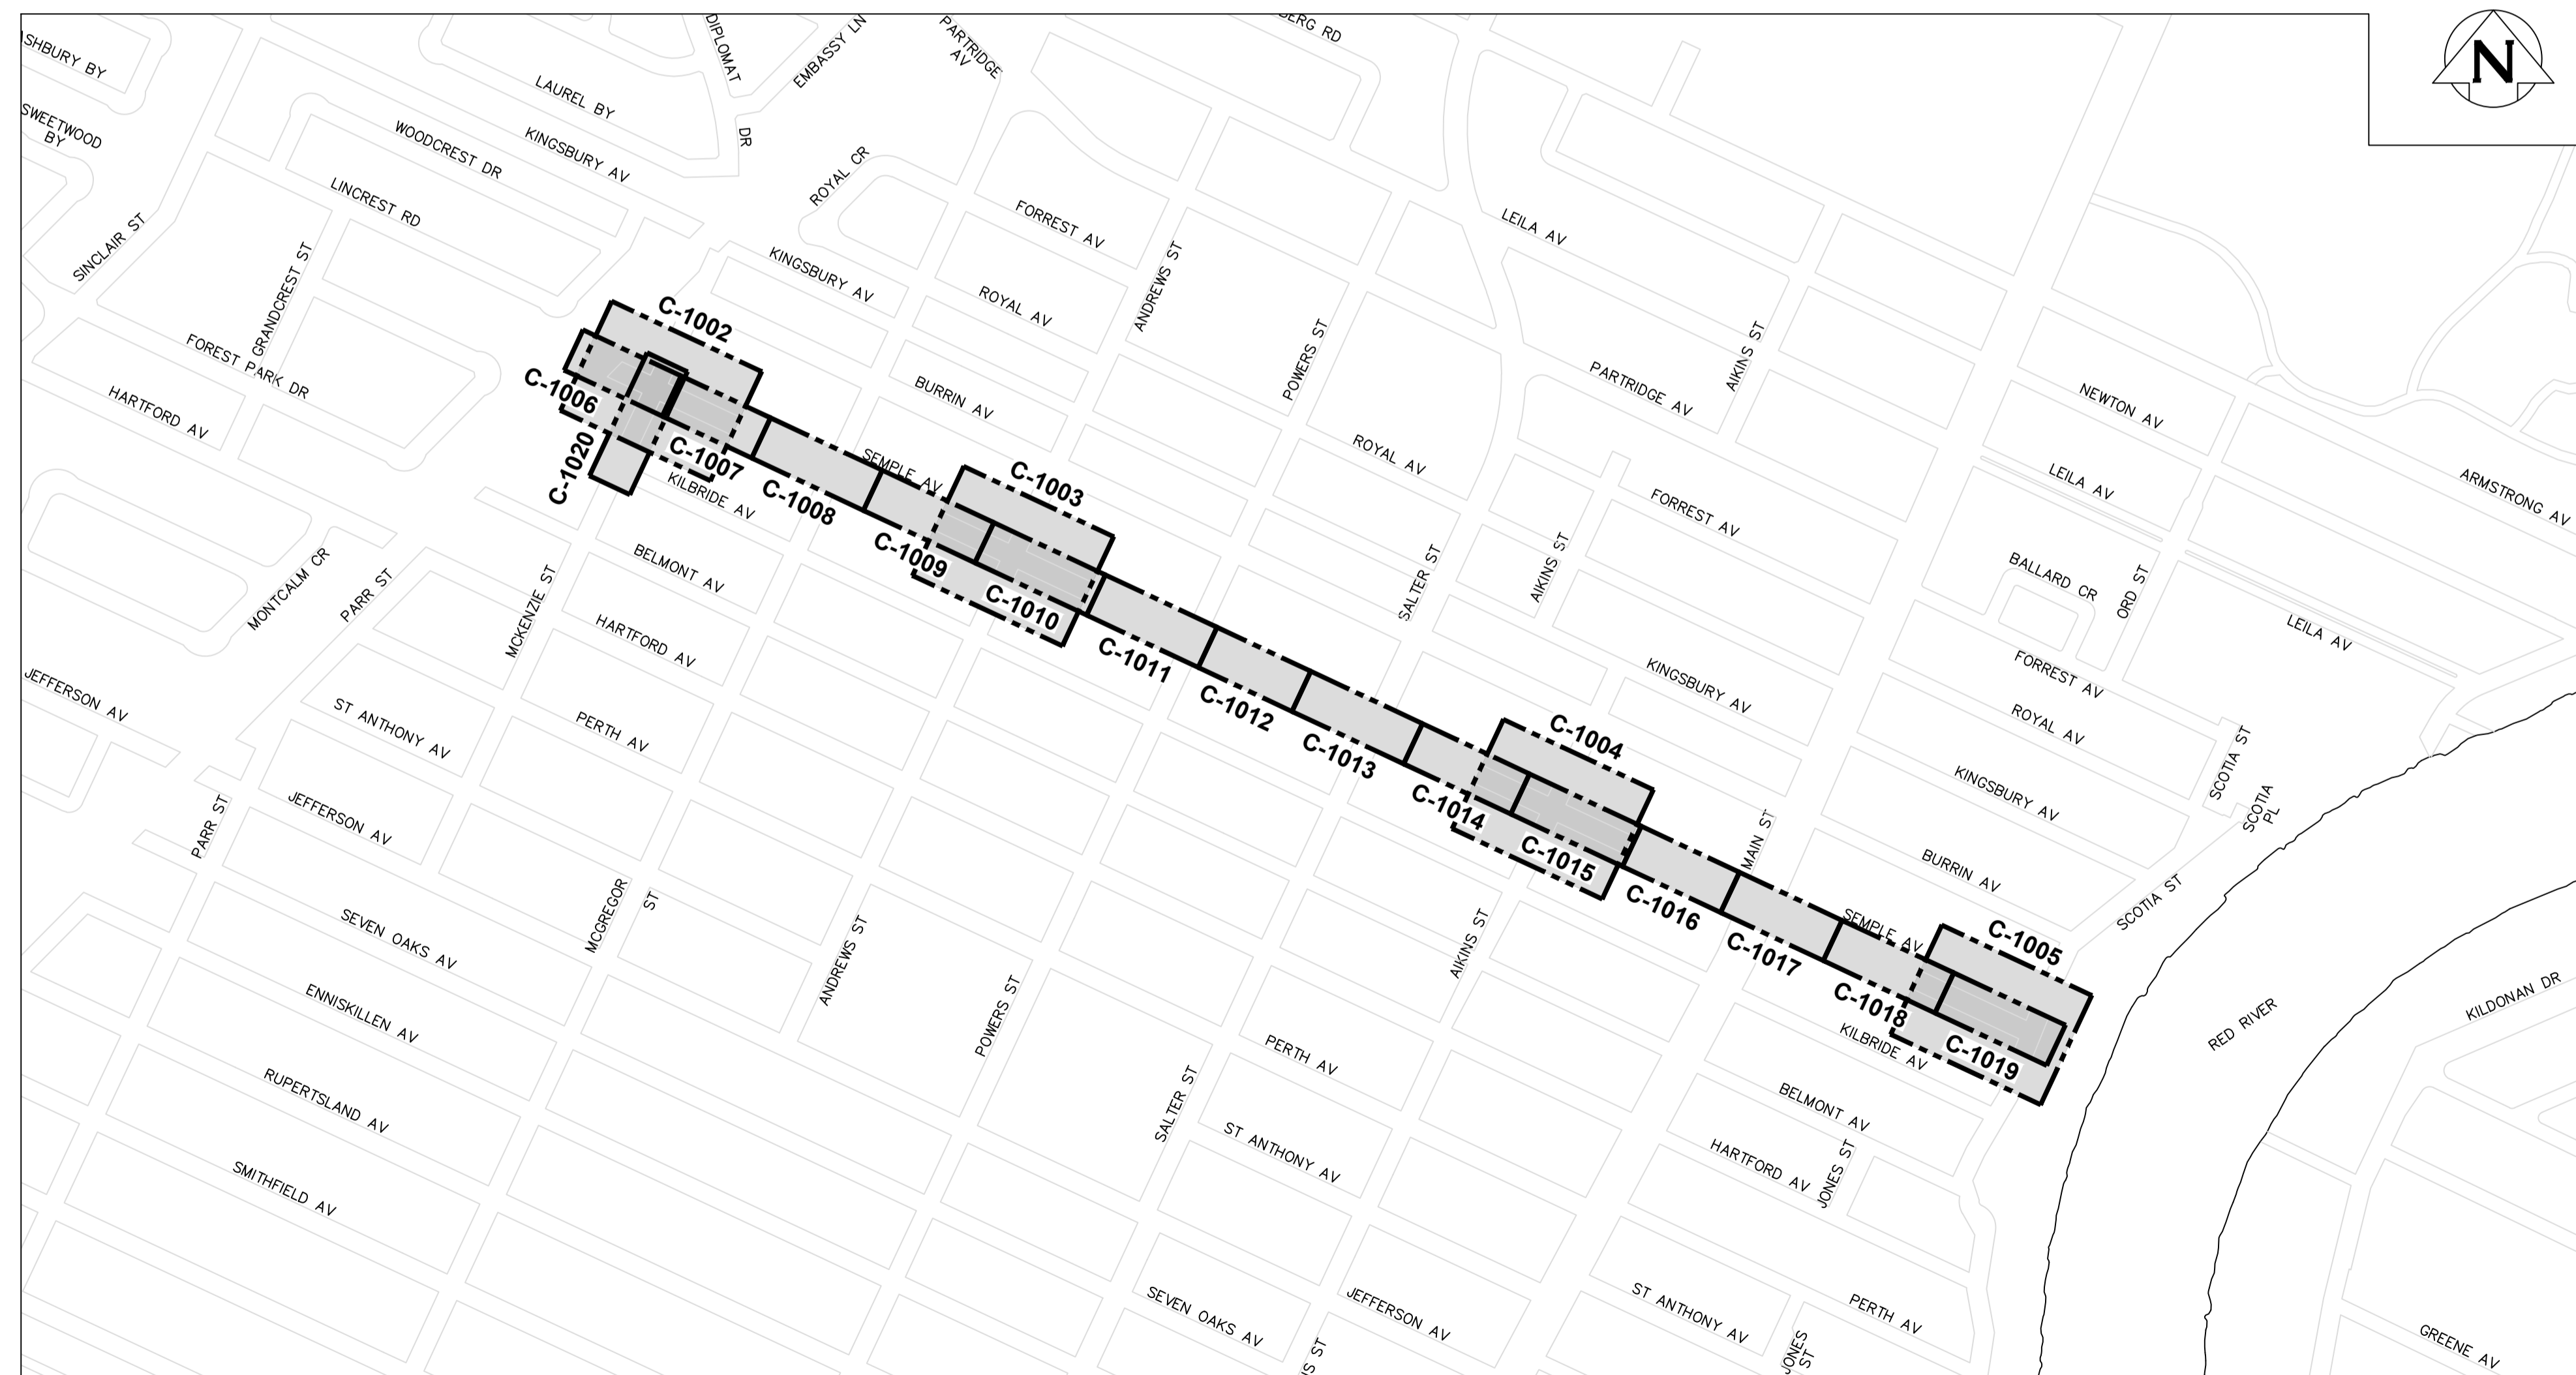 DIPLOMAT
DR
EMBASSY LN
PARTRIDGE
AV
BERG RD
N
SHBURY BY
SWEETWOOD
BY
LAUREL BY
KINGSBURY AV
WOODCREST DR
LINCREST RD
ROYAL CR
SINCLAIR ST
GRANDCREST ST
FOREST PARK DR
HARTFORD AV
KINGSBURY AV
FORREST AV
ROYAL AV
ANDREWS ST
POWERS ST
BURRIN AV
LEILA AV
AIKINS ST
PARTRIDGE AV
ROYAL AV
NEWTON AV
LEILA AV
ARMSTRONG AV
C-1002
C-1006
C-1020
C-1007
KILBRIDE AV
C-1008
SEMPLE AV
C-1003
C-1009
C-1010
C-1011
C-1012
C-1013
C-1004
C-1014
C-1015
C-1016
C-1017
MAIN ST
SEMPLE AV
C-1005
C-1018
C-1019
KILBRIDE AV
FORREST AV
SALTER ST
AIKINS ST
KINGSBURY AV
BALLARD CR
ORD ST
LEILA AV
FORREST AV
ROYAL AV
KINGSBURY AV
BURRIN AV
SCOTIA ST
SCOTIA
PL
SCOTIA ST
RED RIVER
KILDONAN DR
MONTCALM CR
PARR ST
MCKENZIE ST
BELMONT AV
HARTFORD AV
PERTH AV
JEFFERSON AV
ST ANTHONY AV
JEFFERSON AV
PARR ST
SEVEN OAKS AV
MCGREGOR
ST
ENNISKILLEN AV
RUPERTSLAND AV
SMITHFIELD AV
ANDREWS ST
POWERS ST
AIKINS ST
PERTH AV
SALTER ST
ST ANTHONY AV
SEVEN OAKS AV
JEFFERSON AV
S ST
BELMONT AV
HARTFORD AV
JONES ST
ST ANTHONY AV
JONES
ST
PERTH AV
GREENE AV